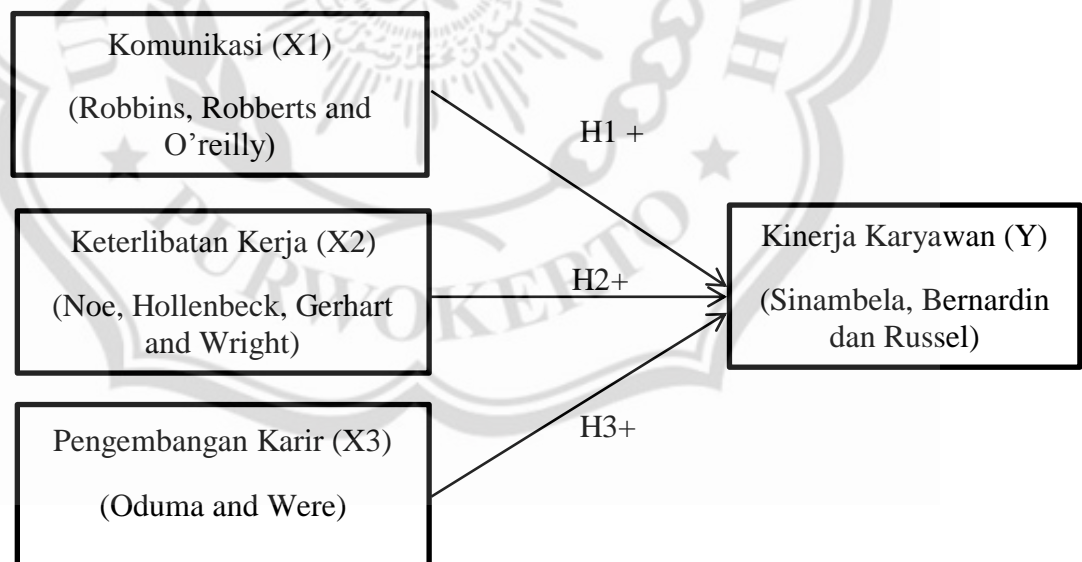 Komunikasi (X1)
(Robbins, Robberts and
O’reilly)
H1 +
Keterlibatan Kerja (X2)
(Noe, Hollenbeck, Gerhart
and Wright)
H2+
Kinerja Karyawan (Y)
(Sinambela, Bernardin
dan Russel)
Pengembangan Karir (X3)
(Oduma and Were)
H3+
PURWOKERTO